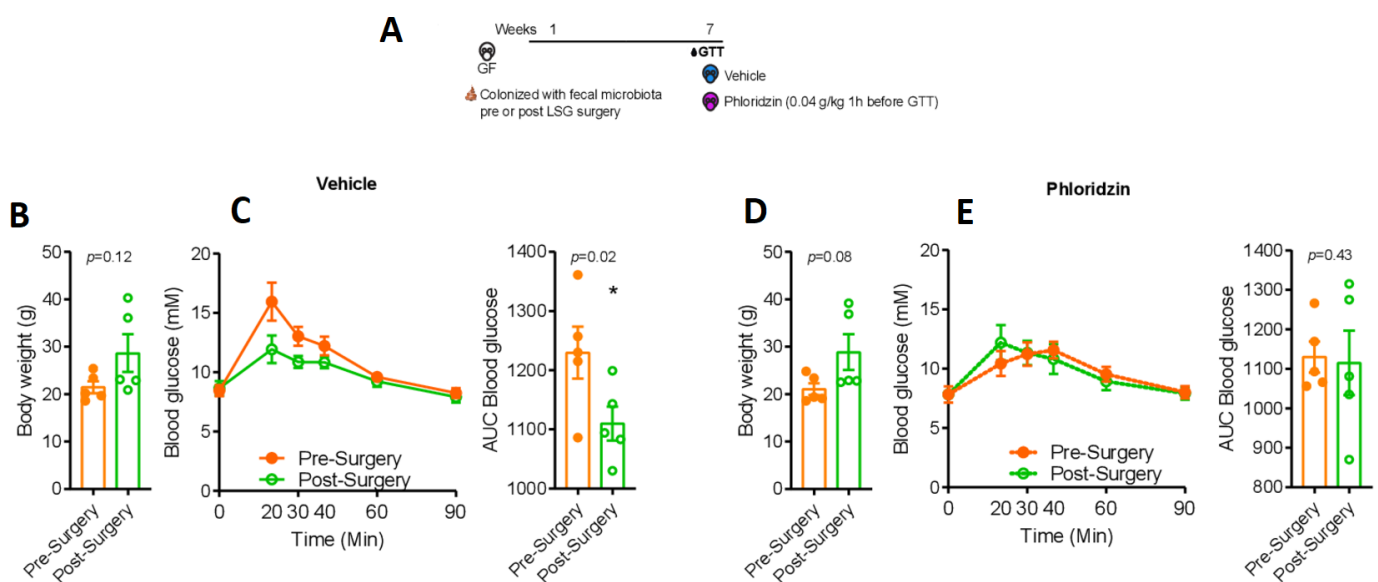 A
Weeks 1 7
GTT
GF
Vehicle
Colonized with fecal microbiota
pre or post LSG surgery
Phloridzin (0.04 g/kg 1h before GTT)
Vehicle
Phloridzin
B
C
D
E
Body weight (g)
50
40
30
20
10
0
p=0.12
Pre-Surgery
Post-Surgery
Blood glucose (mM)
20
15
10
5
0
Pre-Surgery
Post-Surgery
0 20 30 40 60 90
Time (Min)
AUC Blood glucose
1400
1300
1200
1100
1000
p=0.02
*
Pre-Surgery
Post-Surgery
Body weight (g)
50
40
30
20
10
0
p=0.08
Pre-Surgery
Post-Surgery
Blood glucose (mM)
20
15
10
5
0
Pre-Surgery
Post-Surgery
0 20 30 40 60 90
Time (Min)
AUC Blood glucose
1400
1300
1200
1100
1000
900
800
p=0.43
Pre-Surgery
Post-Surgery